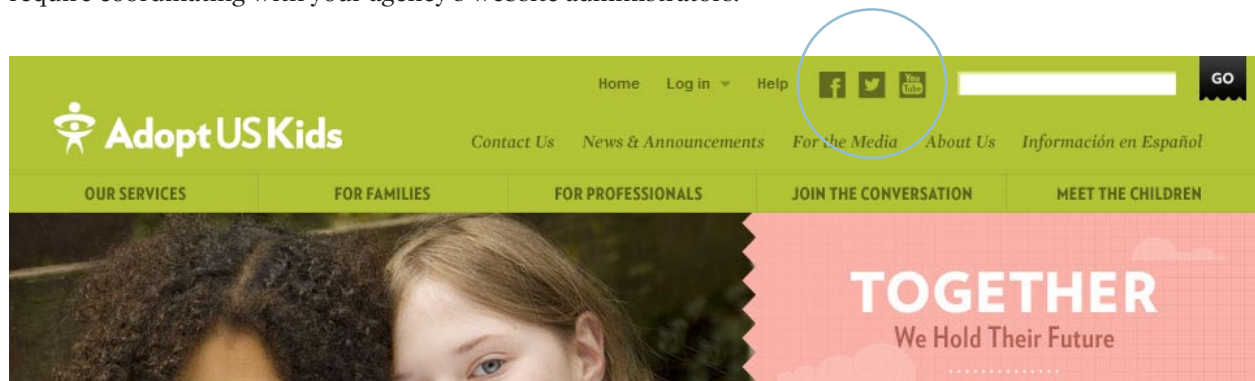 require coordinating with your agency's website administrators.
Home Log in Help f You Tube GO
AdoptUSKids
Contact Us News & Announcements For the Media About Us Información en Español
OUR SERVICES FOR FAMILIES FOR PROFESSIONALS JOIN THE CONVERSATION MEET THE CHILDREN
TOGETHER
We Hold Their Future